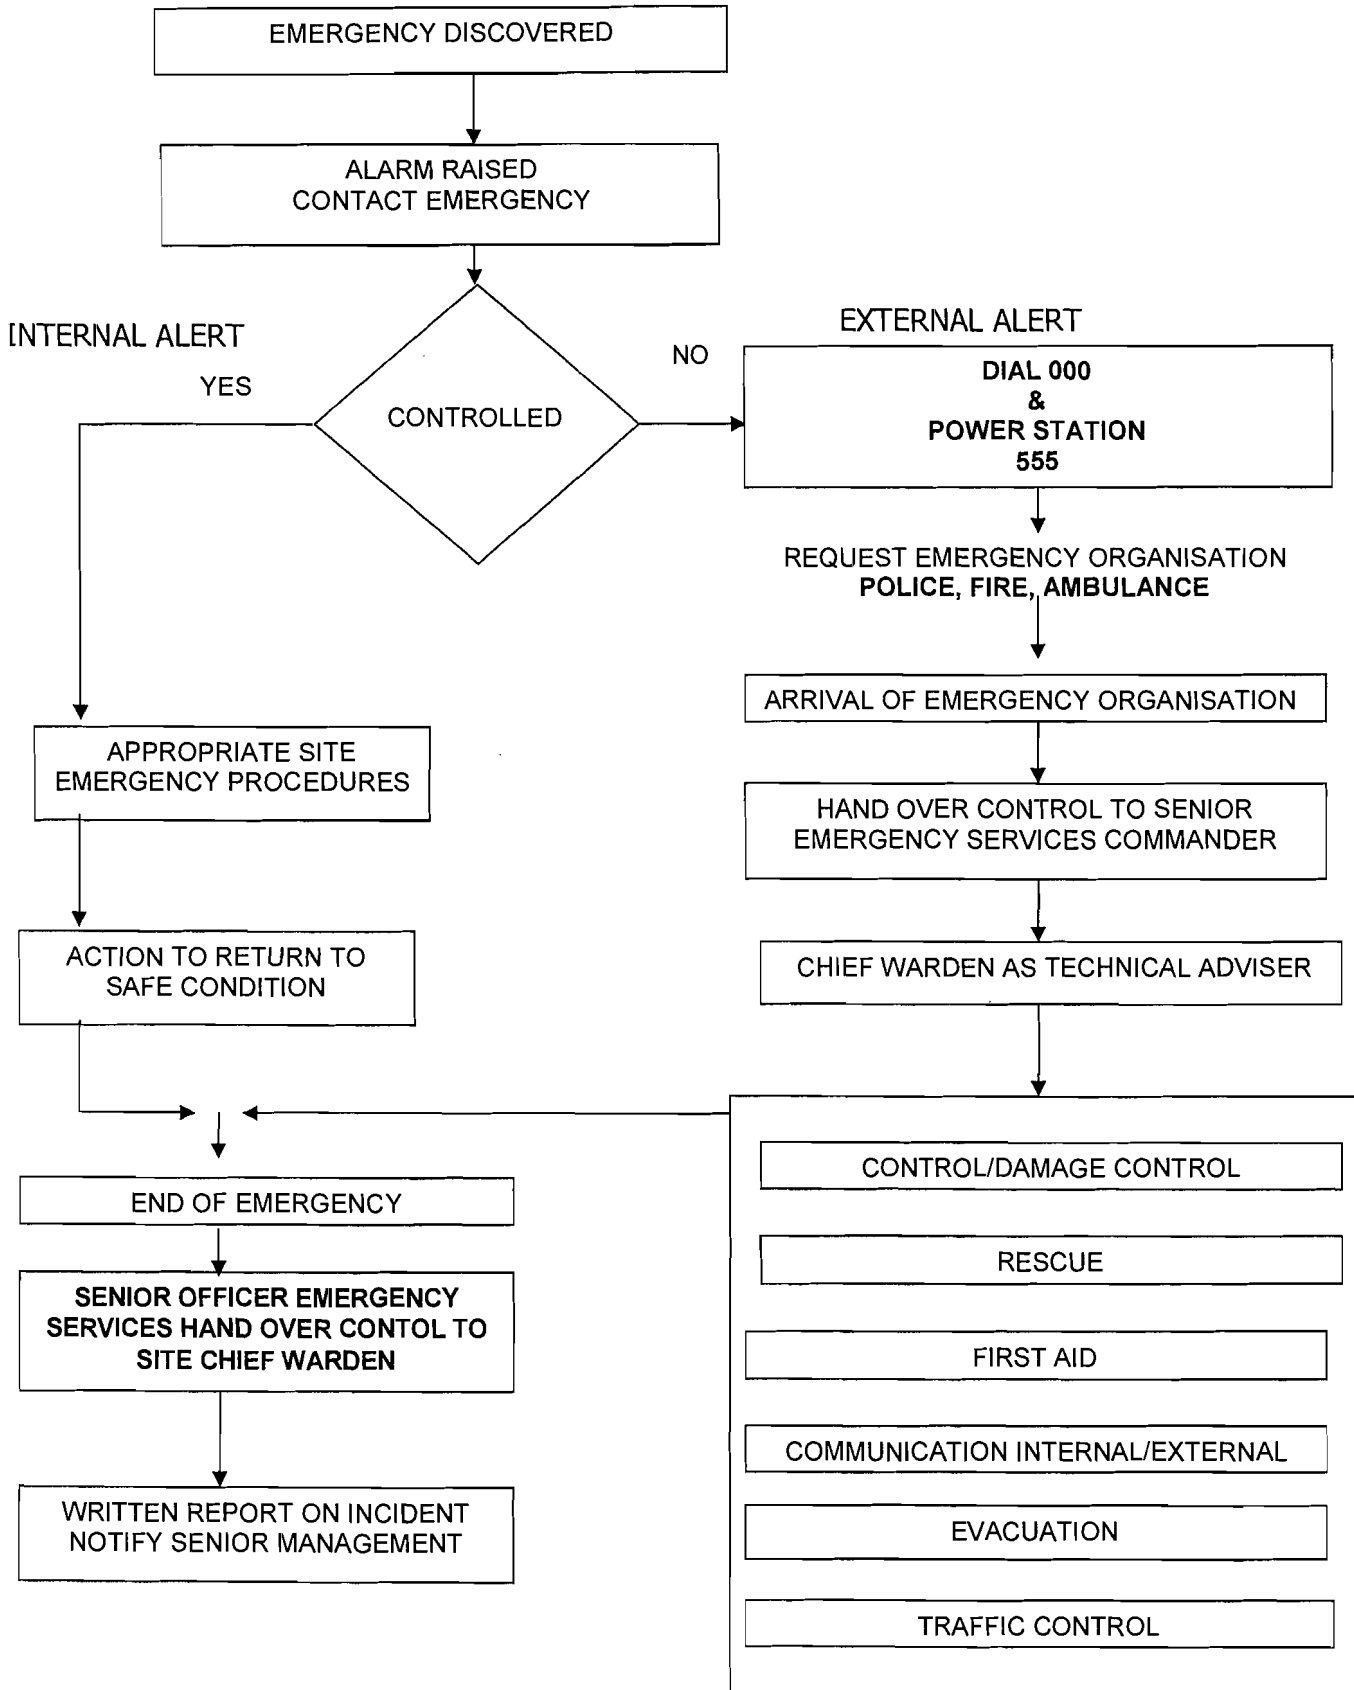 EMERGENCY DISCOVERED
ALARM RAISED
CONTACT EMERGENCY
INTERNAL ALERT
YES
CONTROLLED
NO
EXTERNAL ALERT
DIAL 000
&
POWER STATION
555
REQUEST EMERGENCY ORGANISATION
POLICE, FIRE, AMBULANCE
ARRIVAL OF EMERGENCY ORGANISATION
HAND OVER CONTROL TO SENIOR
EMERGENCY SERVICES COMMANDER
CHIEF WARDEN AS TECHNICAL ADVISER
CONTROL/DAMAGE CONTROL
RESCUE
FIRST AID
COMMUNICATION INTERNAL/EXTERNAL
EVACUATION
TRAFFIC CONTROL
APPROPRIATE SITE
EMERGENCY PROCEDURES
ACTION TO RETURN TO
SAFE CONDITION
END OF EMERGENCY
SENIOR OFFICER EMERGENCY
SERVICES HAND OVER CONTOL TO
SITE CHIEF WARDEN
WRITTEN REPORT ON INCIDENT
NOTIFY SENIOR MANAGEMENT